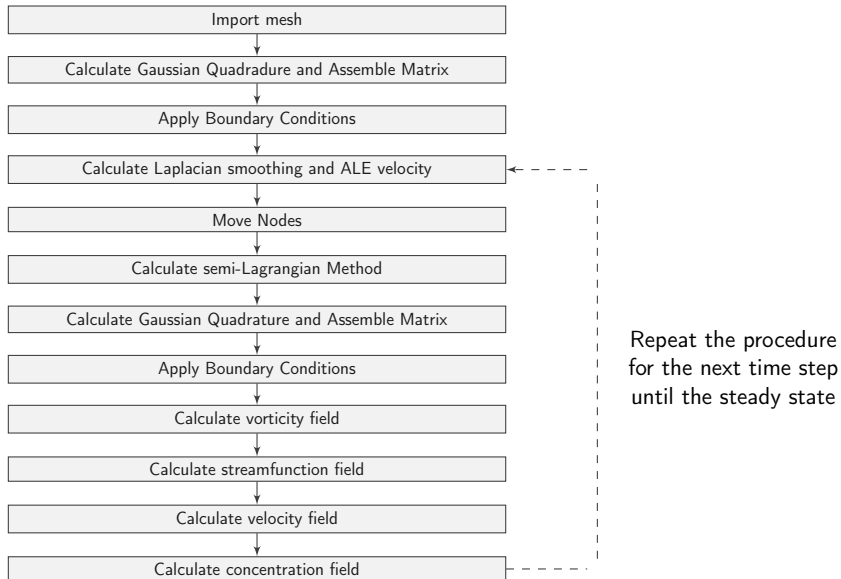 Import mesh
Calculate Gaussian Quadradure and Assemble Matrix
Apply Boundary Conditions
Calculate Laplacian smoothing and ALE velocity
Move Nodes
Calculate semi-Lagrangian Method
Calculate Gaussian Quadrature and Assemble Matrix
Apply Boundary Conditions
Calculate vorticity field
Calculate streamfunction field
Calculate velocity field
Calculate concentration field
Repeat the procedure
for the next time step
until the steady state